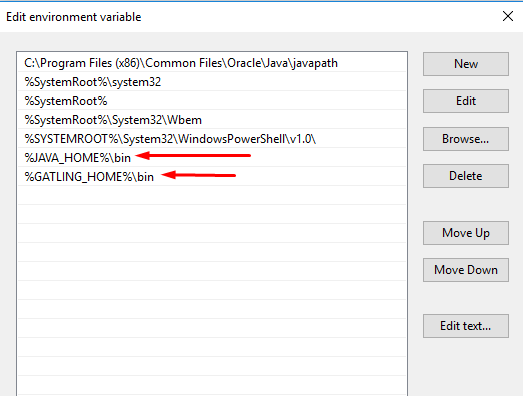 Edit environment variable
C:\Program Files (x86)\Common Files\Oracle\Java\javapath
%SystemRoot%\system32
%SystemRoot%
%SystemRoot%\System32\Wbem
%SYSTEMROOT%\System32\WindowsPowerShell\v1.0\
%JAVA_HOME%\bin
%GATLING_HOME%\bin
New
Edit
Browse...
Delete
Move Up
Move Down
Edit text...